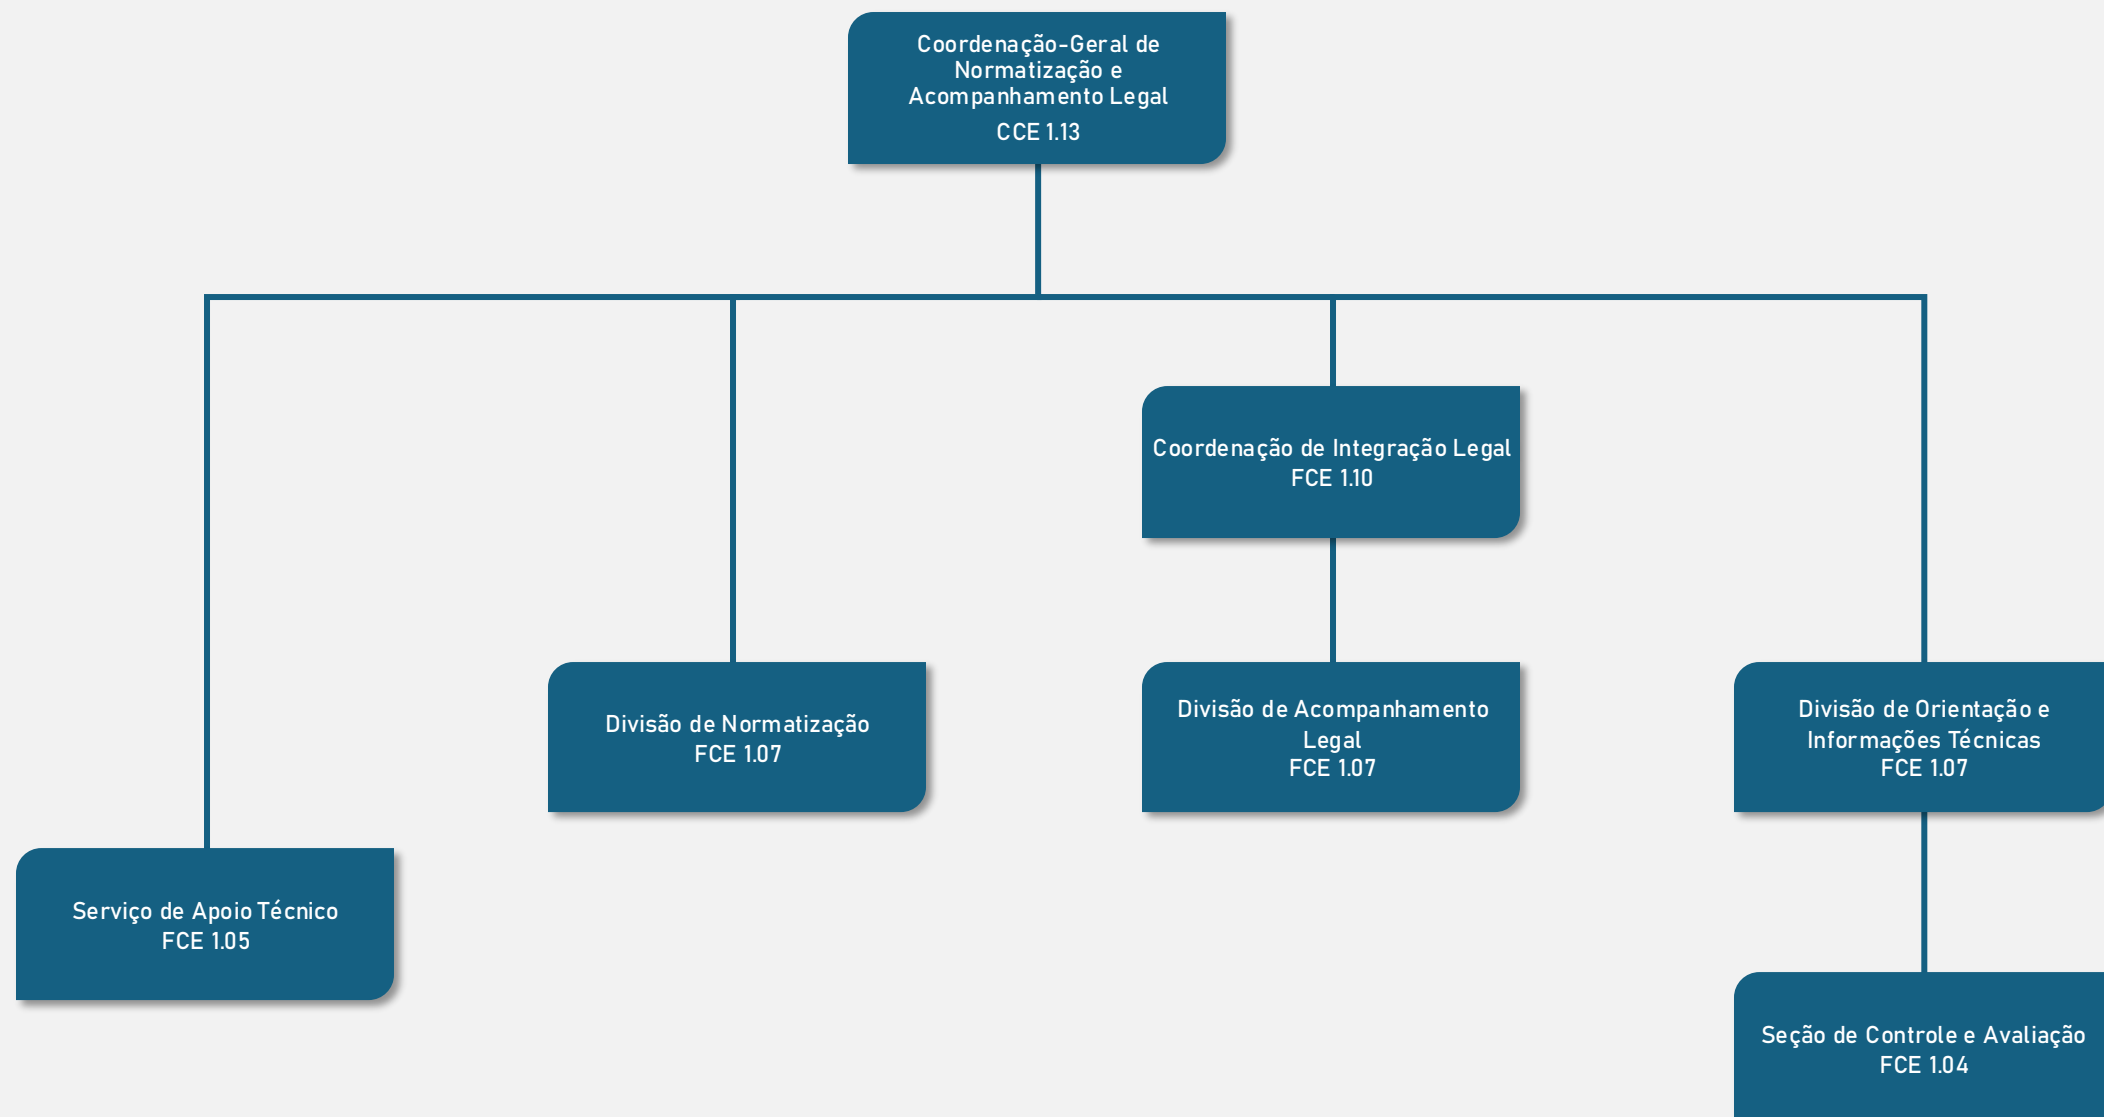 Coordenação-Geral de
Normatização e
Acompanhamento Legal
CCE 1.13
Coordenação de Integração Legal
FCE 1.10
Divisão de Normatização
FCE 1.07
Divisão de Acompanhamento
Legal
FCE 1.07
Divisão de Orientação e
Informações Técnicas
FCE 1.07
Serviço de Apoio Técnico
FCE 1.05
Seção de Controle e Avaliação
FCE 1.04